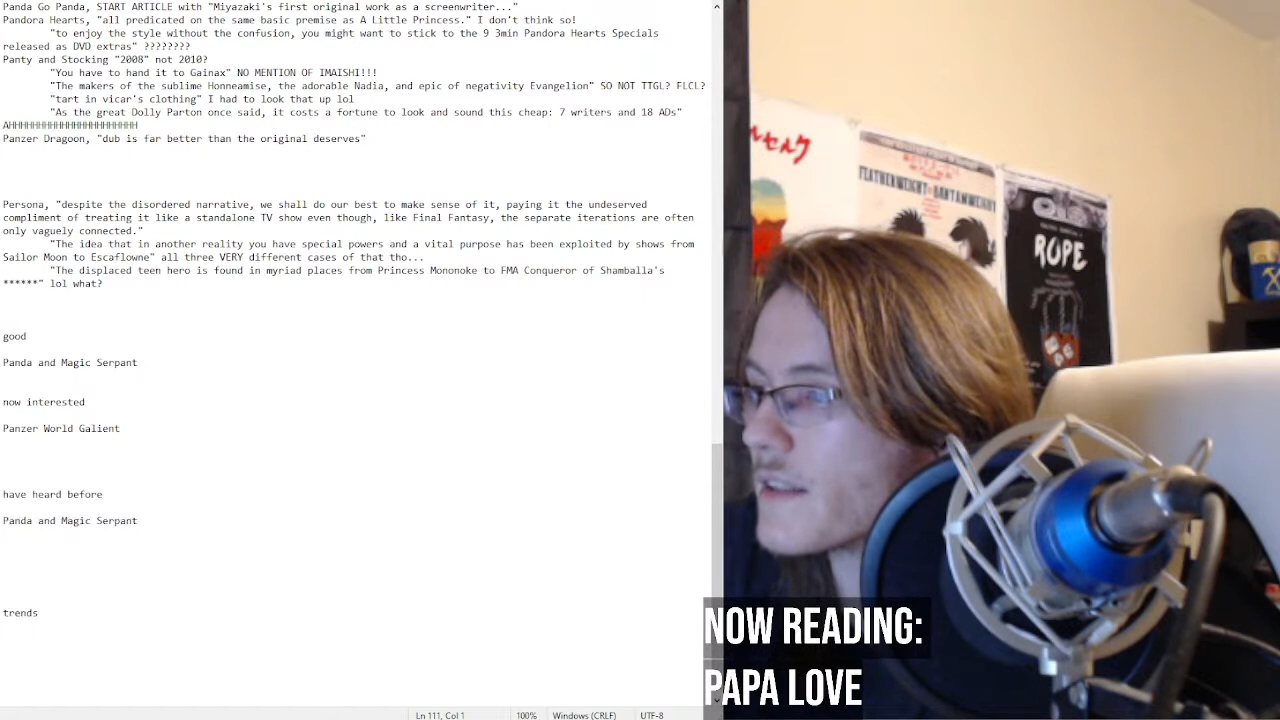 Panda Go Panda, START ARTICLE with "Miyazaki's first original work as a screenwriter..."
Pandora Hearts, "all predicated on the same basic premise as A Little Princess." I don't think so!
"to enjoy the style without the confusion, you might want to stick to the 9 3min Pandora Hearts Specials
released as DVD extras" ????????
Panty and Stocking "2008" not 2010?
"You have to hand it to Gainax" NO MENTION OF IMAISHI!!!
"The makers of the sublime Honneamise, the adorable Nadia, and epic of negativity Evangelion" SO NOT TTGL? FLCL?
"tart in vicar's clothing" I had to look that up lol
"As the great Dolly Parton once said, it costs a fortune to look and sound this cheap: 7 writers and 18 ADs"
AHHHHHHHHHHHHHHHHHHHH
Panzer Dragoon, "dub is far better than the original deserves"
Persona, "despite the disordered narrative, we shall do our best to make sense of it, paying it the undeserved
compliment of treating it like a standalone TV show even though, like Final Fantasy, the separate iterations are often
only vaguely connected."
"The idea that in another reality you have special powers and a vital purpose has been exploited by shows from
Sailor Moon to Escaflowne" all three VERY different cases of that tho...
"The displaced teen hero is found in myriad places from Princess Mononoke to FMA Conqueror of Shamballa's
******" lol what?
good
Panda and Magic Serpant
now interested
Panzer World Galient
have heard before
Panda and Magic Serpant
trends
Ln 111, Col 1 100% Windows (CRLF) UTF-8
ルセルク
FEATHERWEIGHT BANTAMWEIGHT
ROPE
NOW READING:
PAPA LOVE